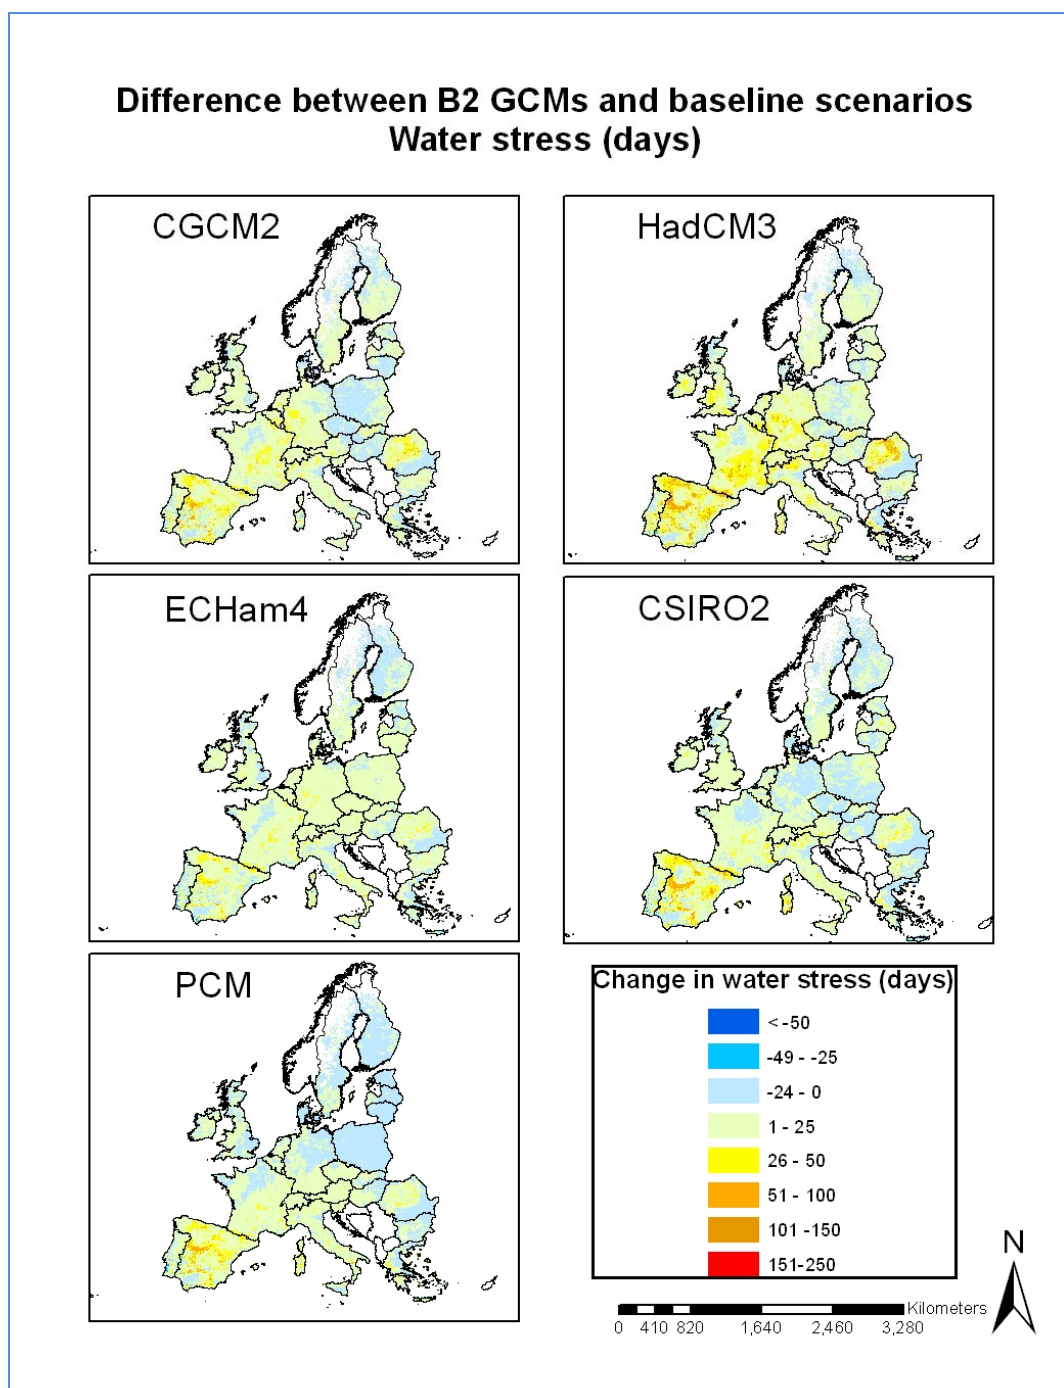 Difference between B2 GCMs and baseline scenarios
Water stress (days)
CGCM2
HadCM3
ECHam4
CSIRO2
PCM
Change in water stress (days)
< -50
-49 - -25
-24 - 0
1 - 25
26 - 50
51 - 100
101 -150
151-250
N
Kilometers
0 410 820 1,640 2,460 3,280